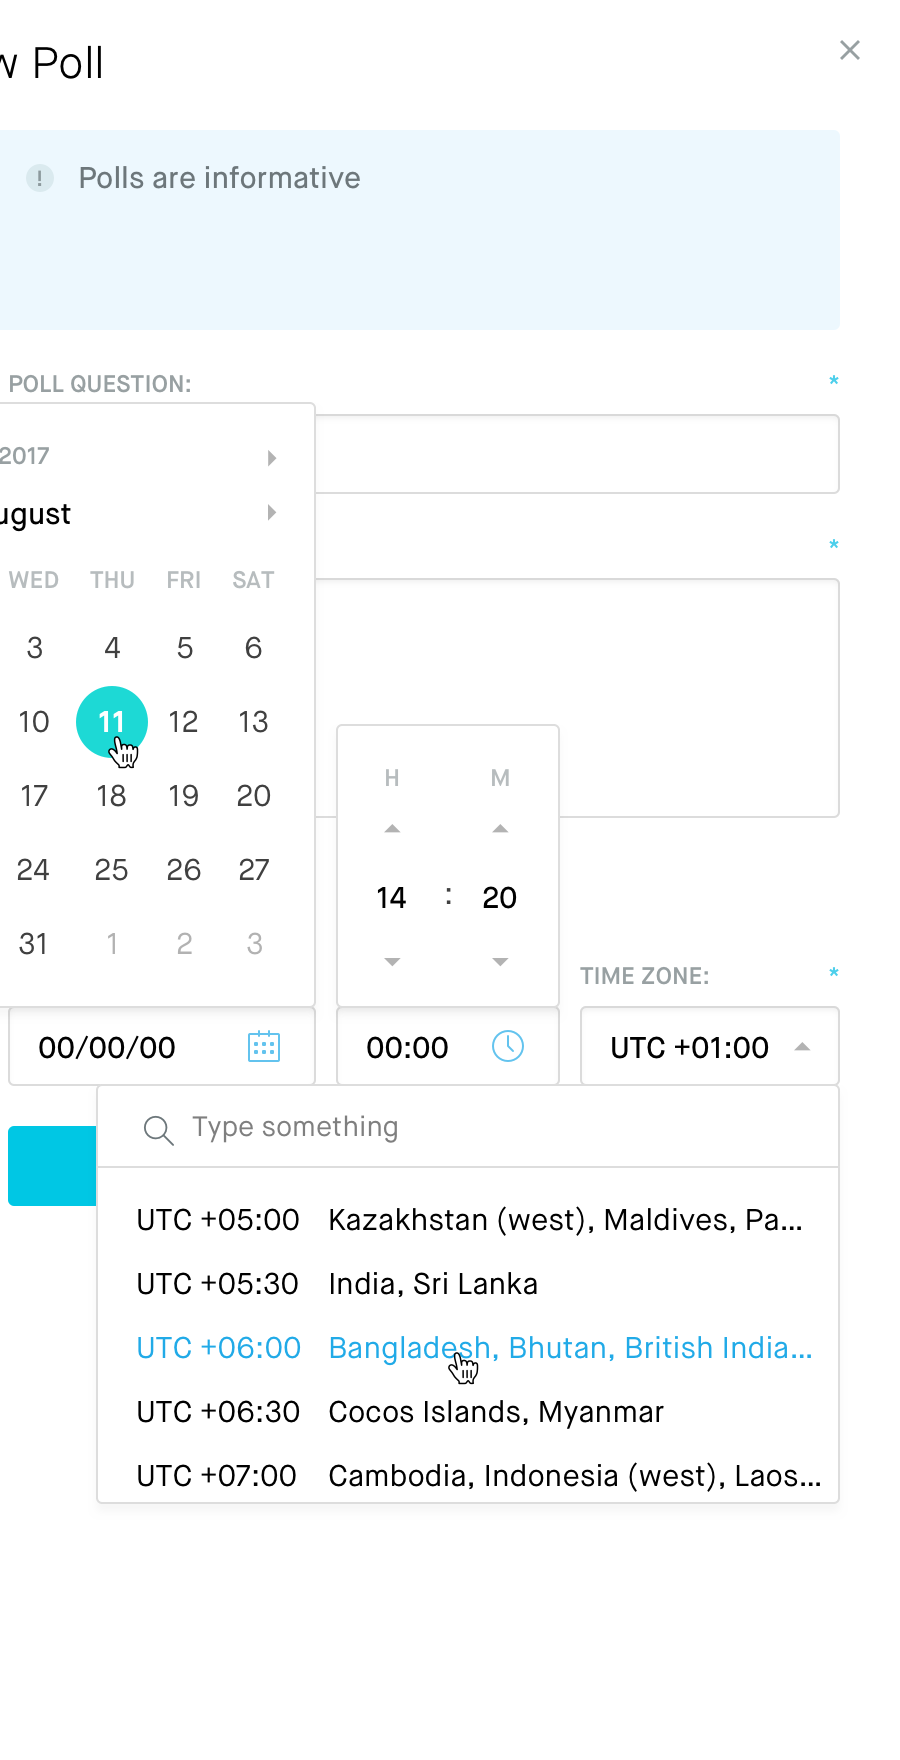 w Poll
! Polls are informative
POLL QUESTION: *
2017
ugust
*
WED THU FRI SAT
3 4 5 6
10 11 12 13
17 18 19 20
24 25 26 27
31 1 2 3
H M
14 : 20
TIME ZONE: *
00/00/00
00:00
UTC +01:00
Type something
UTC +05:00 Kazakhstan (west), Maldives, Pa...
UTC +05:30 India, Sri Lanka
UTC +06:00 Bangladesh, Bhutan, British India...
UTC +06:30 Cocos Islands, Myanmar
UTC +07:00 Cambodia, Indonesia (west), Laos...